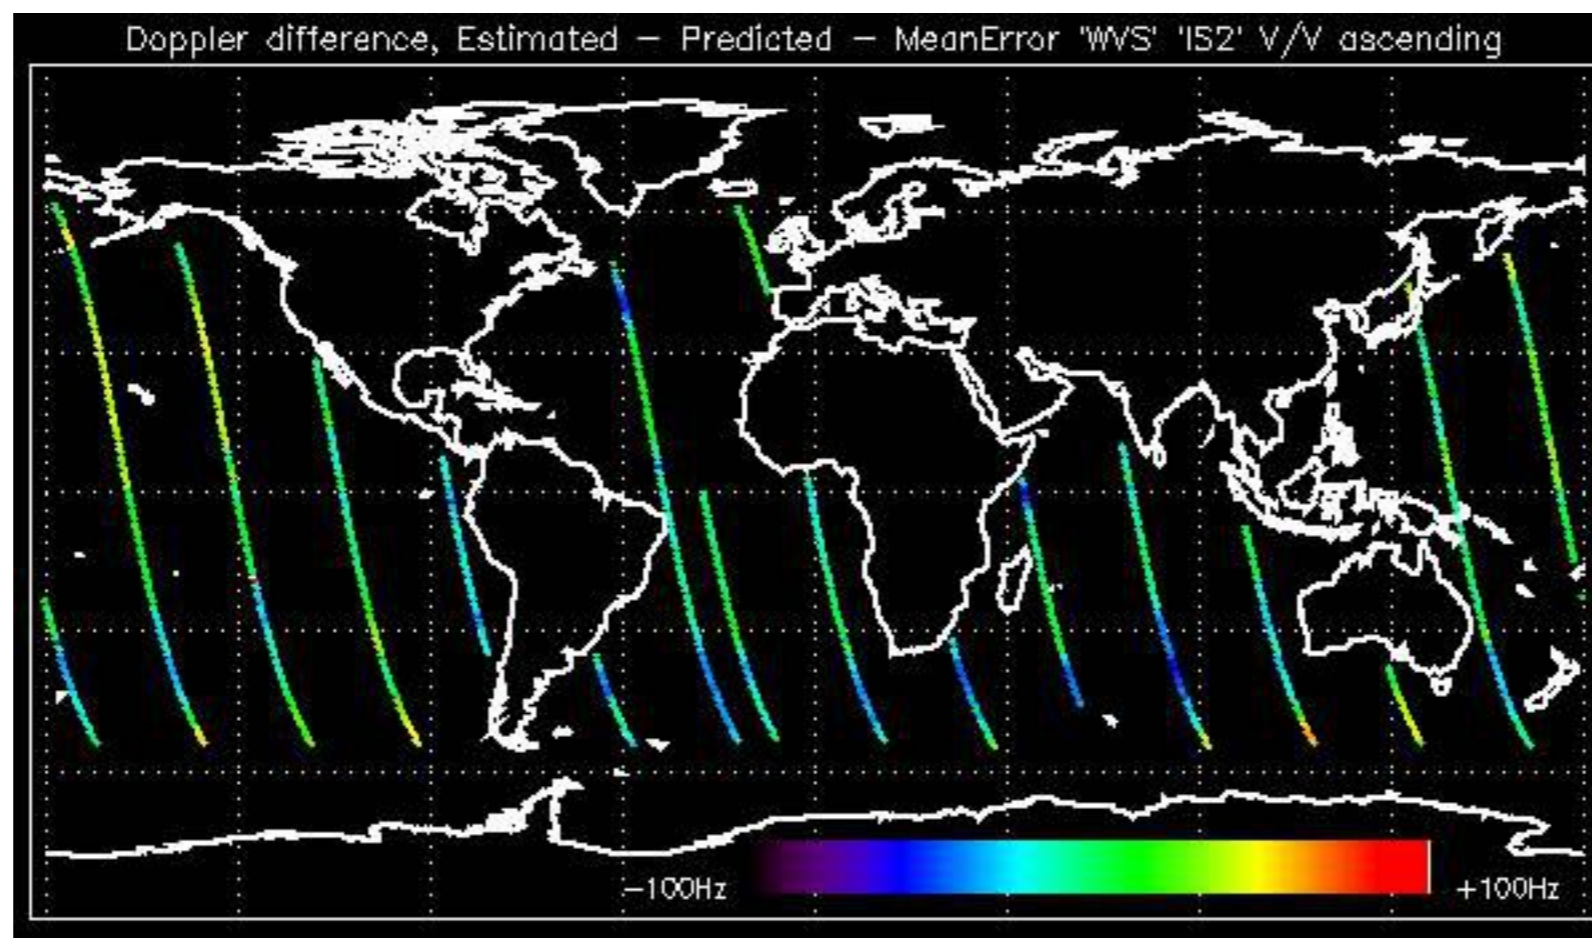 Doppler difference, Estimated – Predicted – MeanError 'WVS' 'IS2' V/V ascending
–100Hz +100Hz